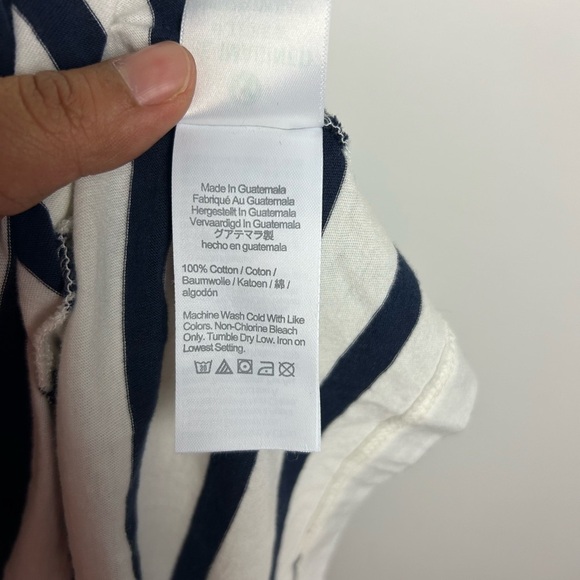 Made In Guatemala
Fabriqué Au Guatemala
Hergestellt In Guatemala
Vervaardigd In Guatemala
グアテマラ製
hecho en guatemala
100% Cotton / Coton /
Baumwolle / Katoen / 綿 /
algodón
Machine Wash Cold With Like
Colors. Non-Chlorine Bleach
Only. Tumble Dry Low. Iron on
Lowest Setting.